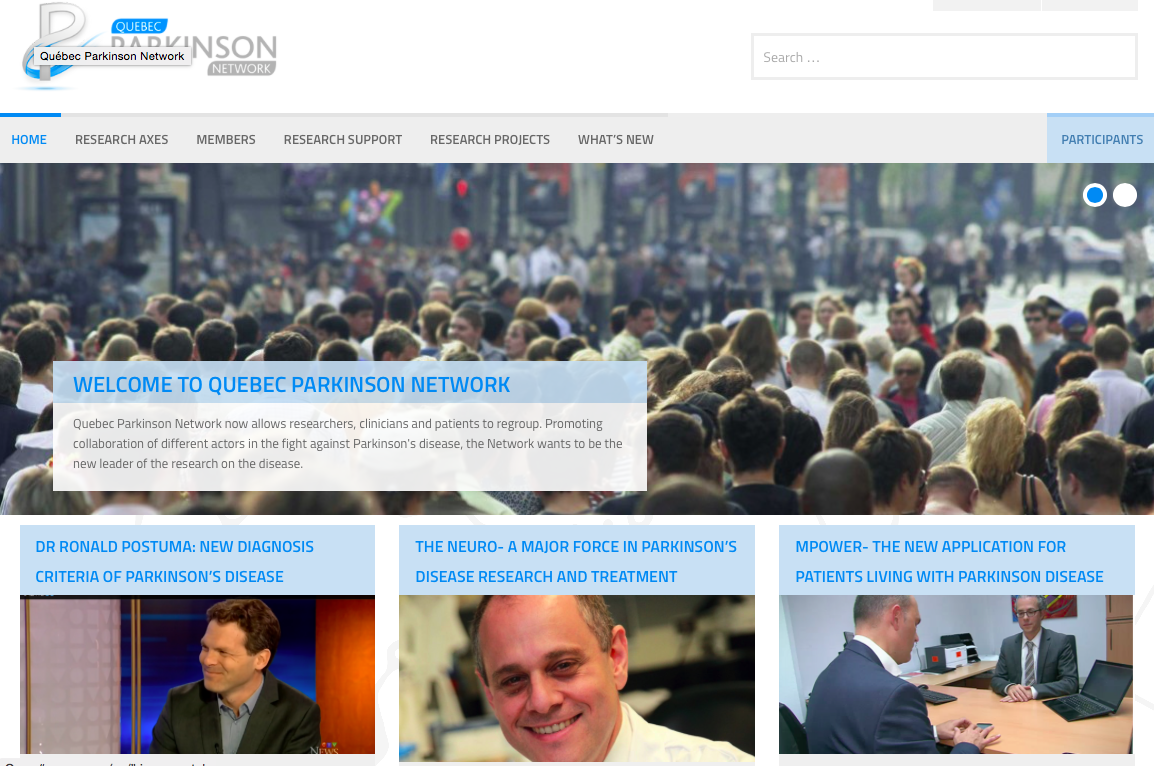 QUEBEC
PARKINSON
NETWORK
Québec Parkinson Network
Search …
HOME
RESEARCH AXES
MEMBERS
RESEARCH SUPPORT
RESEARCH PROJECTS
WHAT'S NEW
PARTICIPANTS
WELCOME TO QUEBEC PARKINSON NETWORK
Quebec Parkinson Network now allows researchers, clinicians and patients to regroup. Promoting
collaboration of different actors in the fight against Parkinson's disease, the Network wants to be the
new leader of the research on the disease.
DR RONALD POSTUMA: NEW DIAGNOSIS
CRITERIA OF PARKINSON'S DISEASE
THE NEURO- A MAJOR FORCE IN PARKINSON'S
DISEASE RESEARCH AND TREATMENT
MPOWER- THE NEW APPLICATION FOR
PATIENTS LIVING WITH PARKINSON DISEASE
NEWS